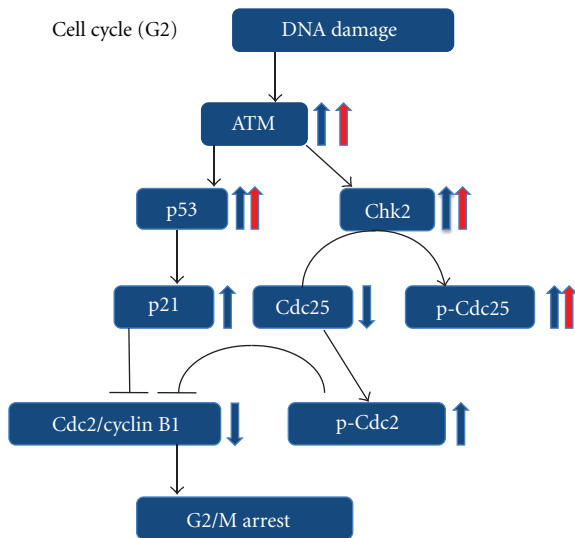 Cell cycle (G2)
DNA damage
ATM
p53
Chk2
p21
Cdc25
p-Cdc25
Cdc2/cyclin B1
p-Cdc2
G2/M arrest